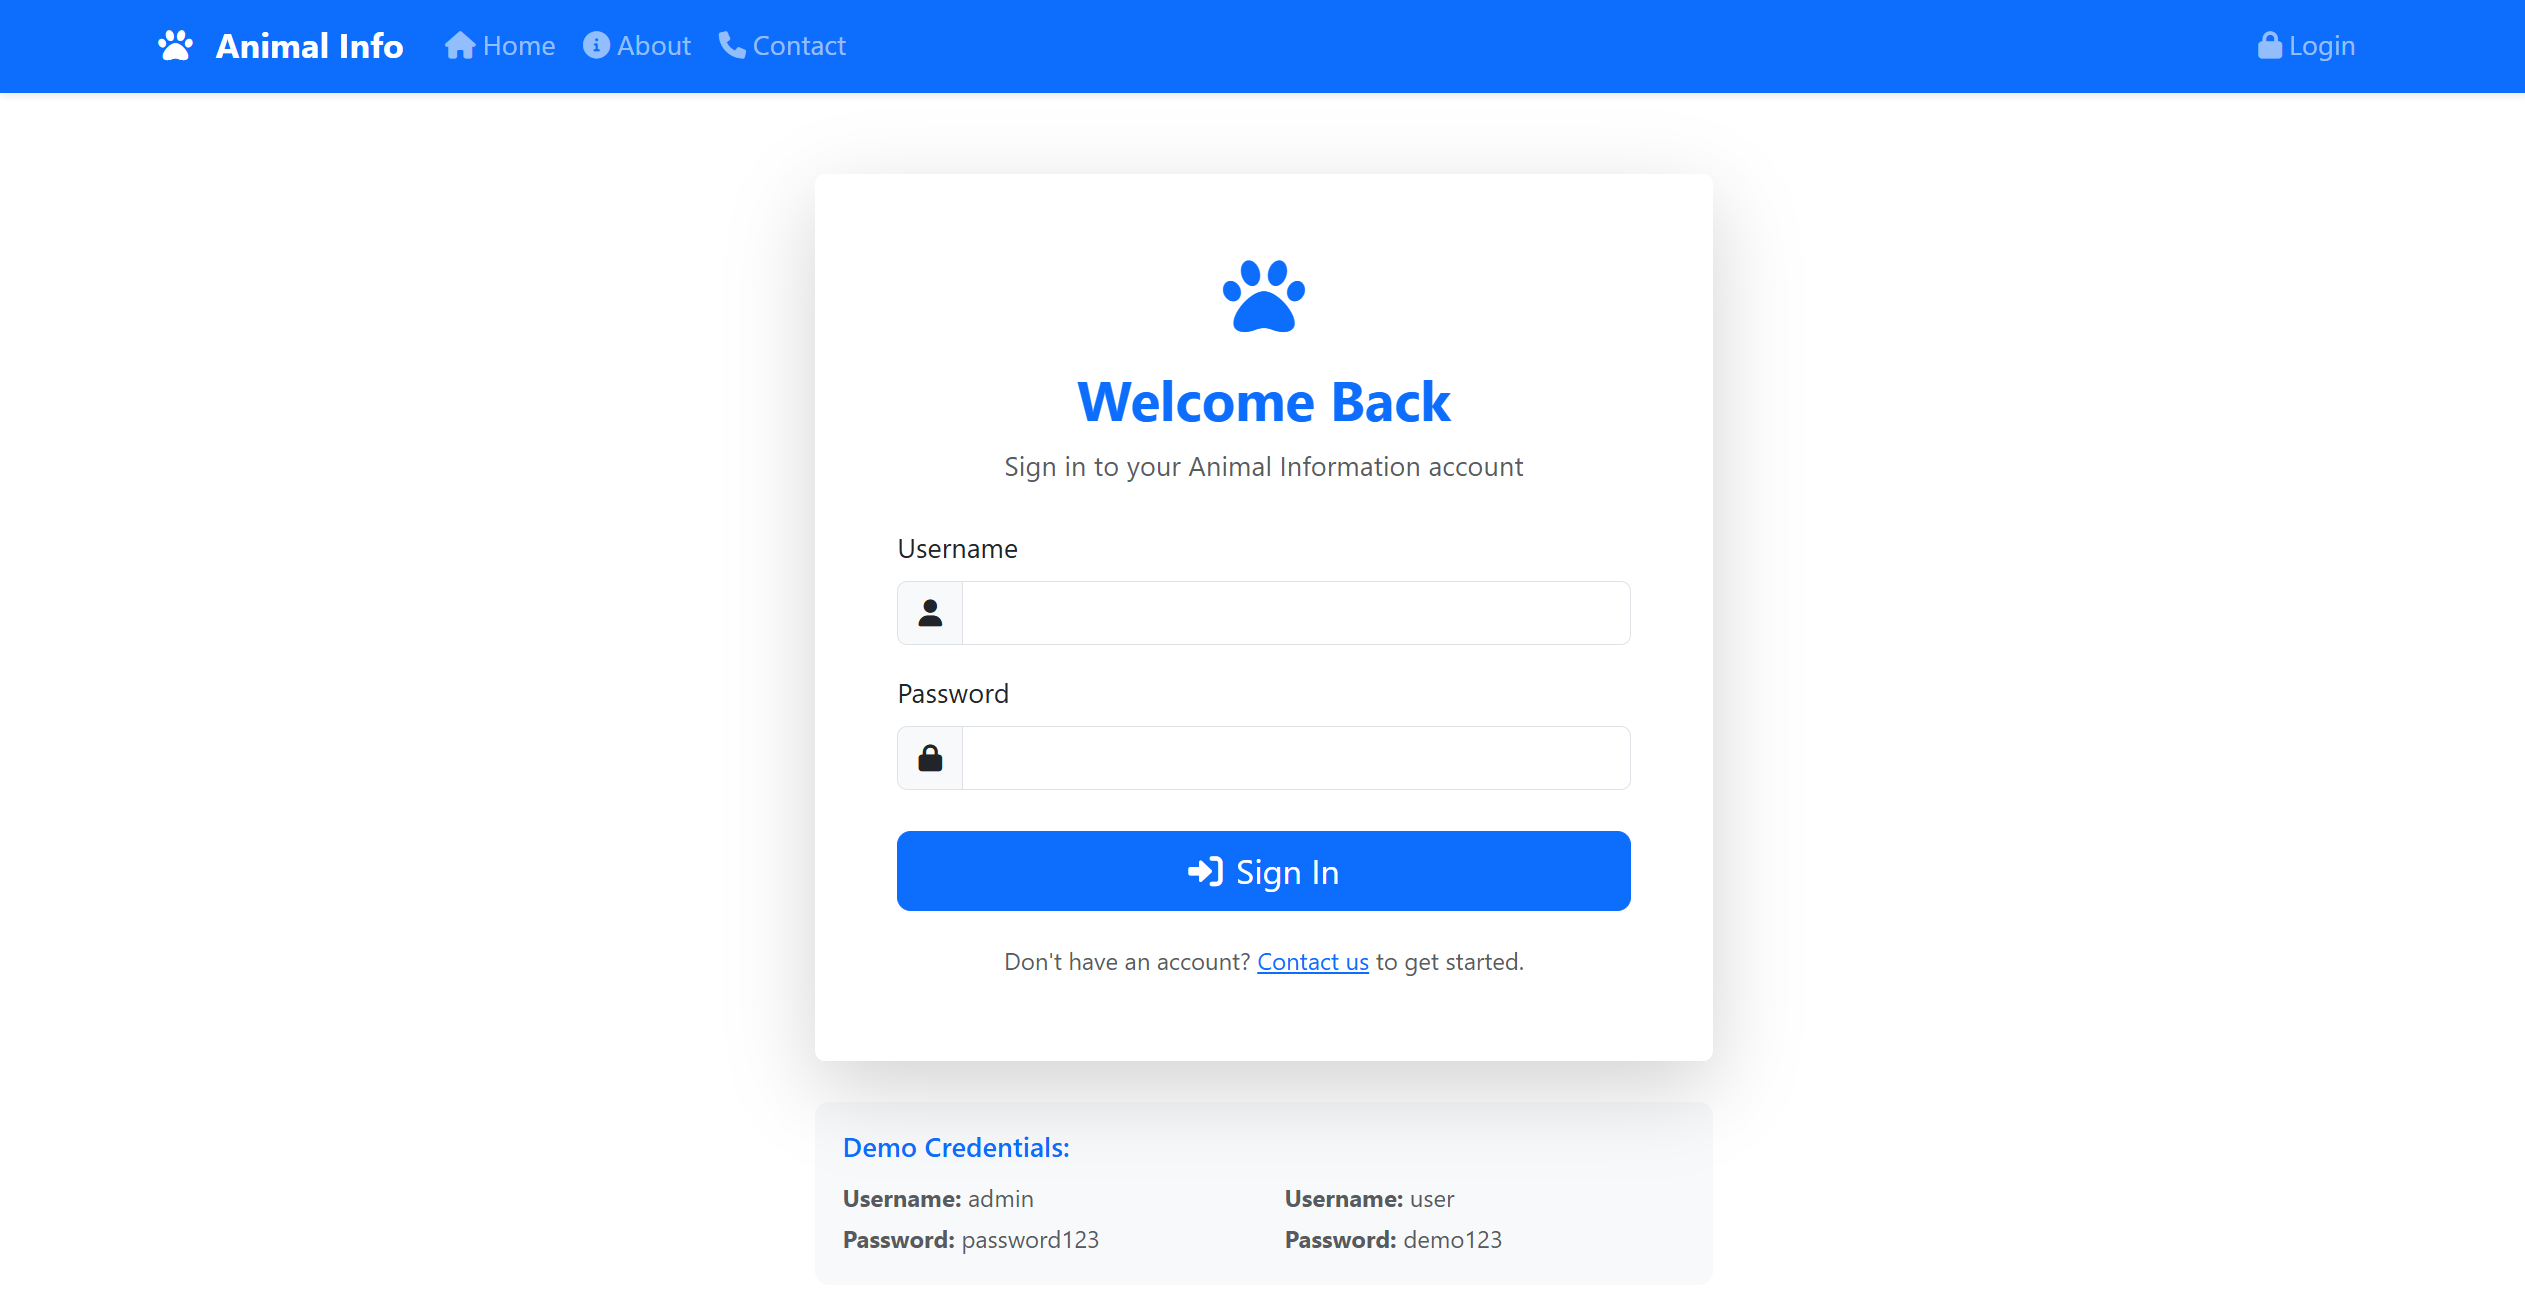 Animal Info Home About Contact Login
Welcome Back
Sign in to your Animal Information account
Username
Password
Sign In
Don't have an account? Contact us to get started.
Demo Credentials:
Username: admin
Password: password123
Username: user
Password: demo123